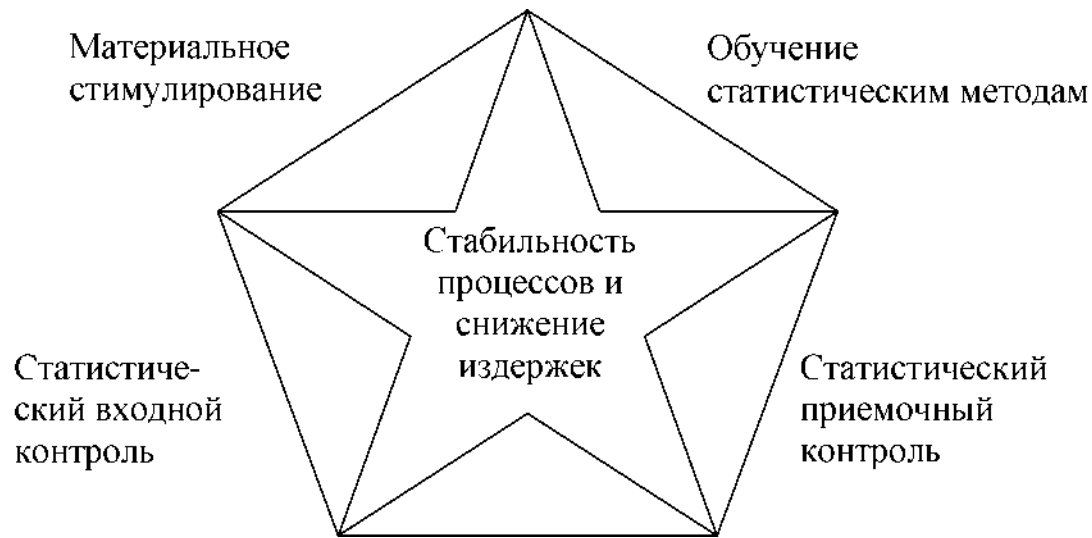 Материальное
стимулирование
Обучение
статистическим методам
Стабильность
процессов и
снижение
издержек
Статистиче-
ский входной
контроль
Статистический
приемочный
контроль